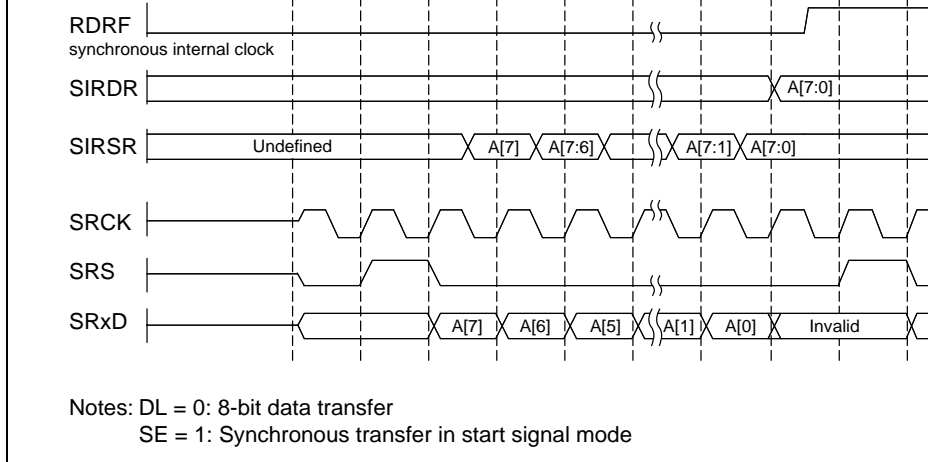 RDRF
synchronous internal clock
SIRDR A[7:0]
SIRSR Undefined A[7] A[7:6] A[7:1] A[7:0]
SRCK
SRS
SRxD A[7] A[6] A[5] A[1] A[0] Invalid
Notes: DL = 0: 8-bit data transfer
SE = 1: Synchronous transfer in start signal mode